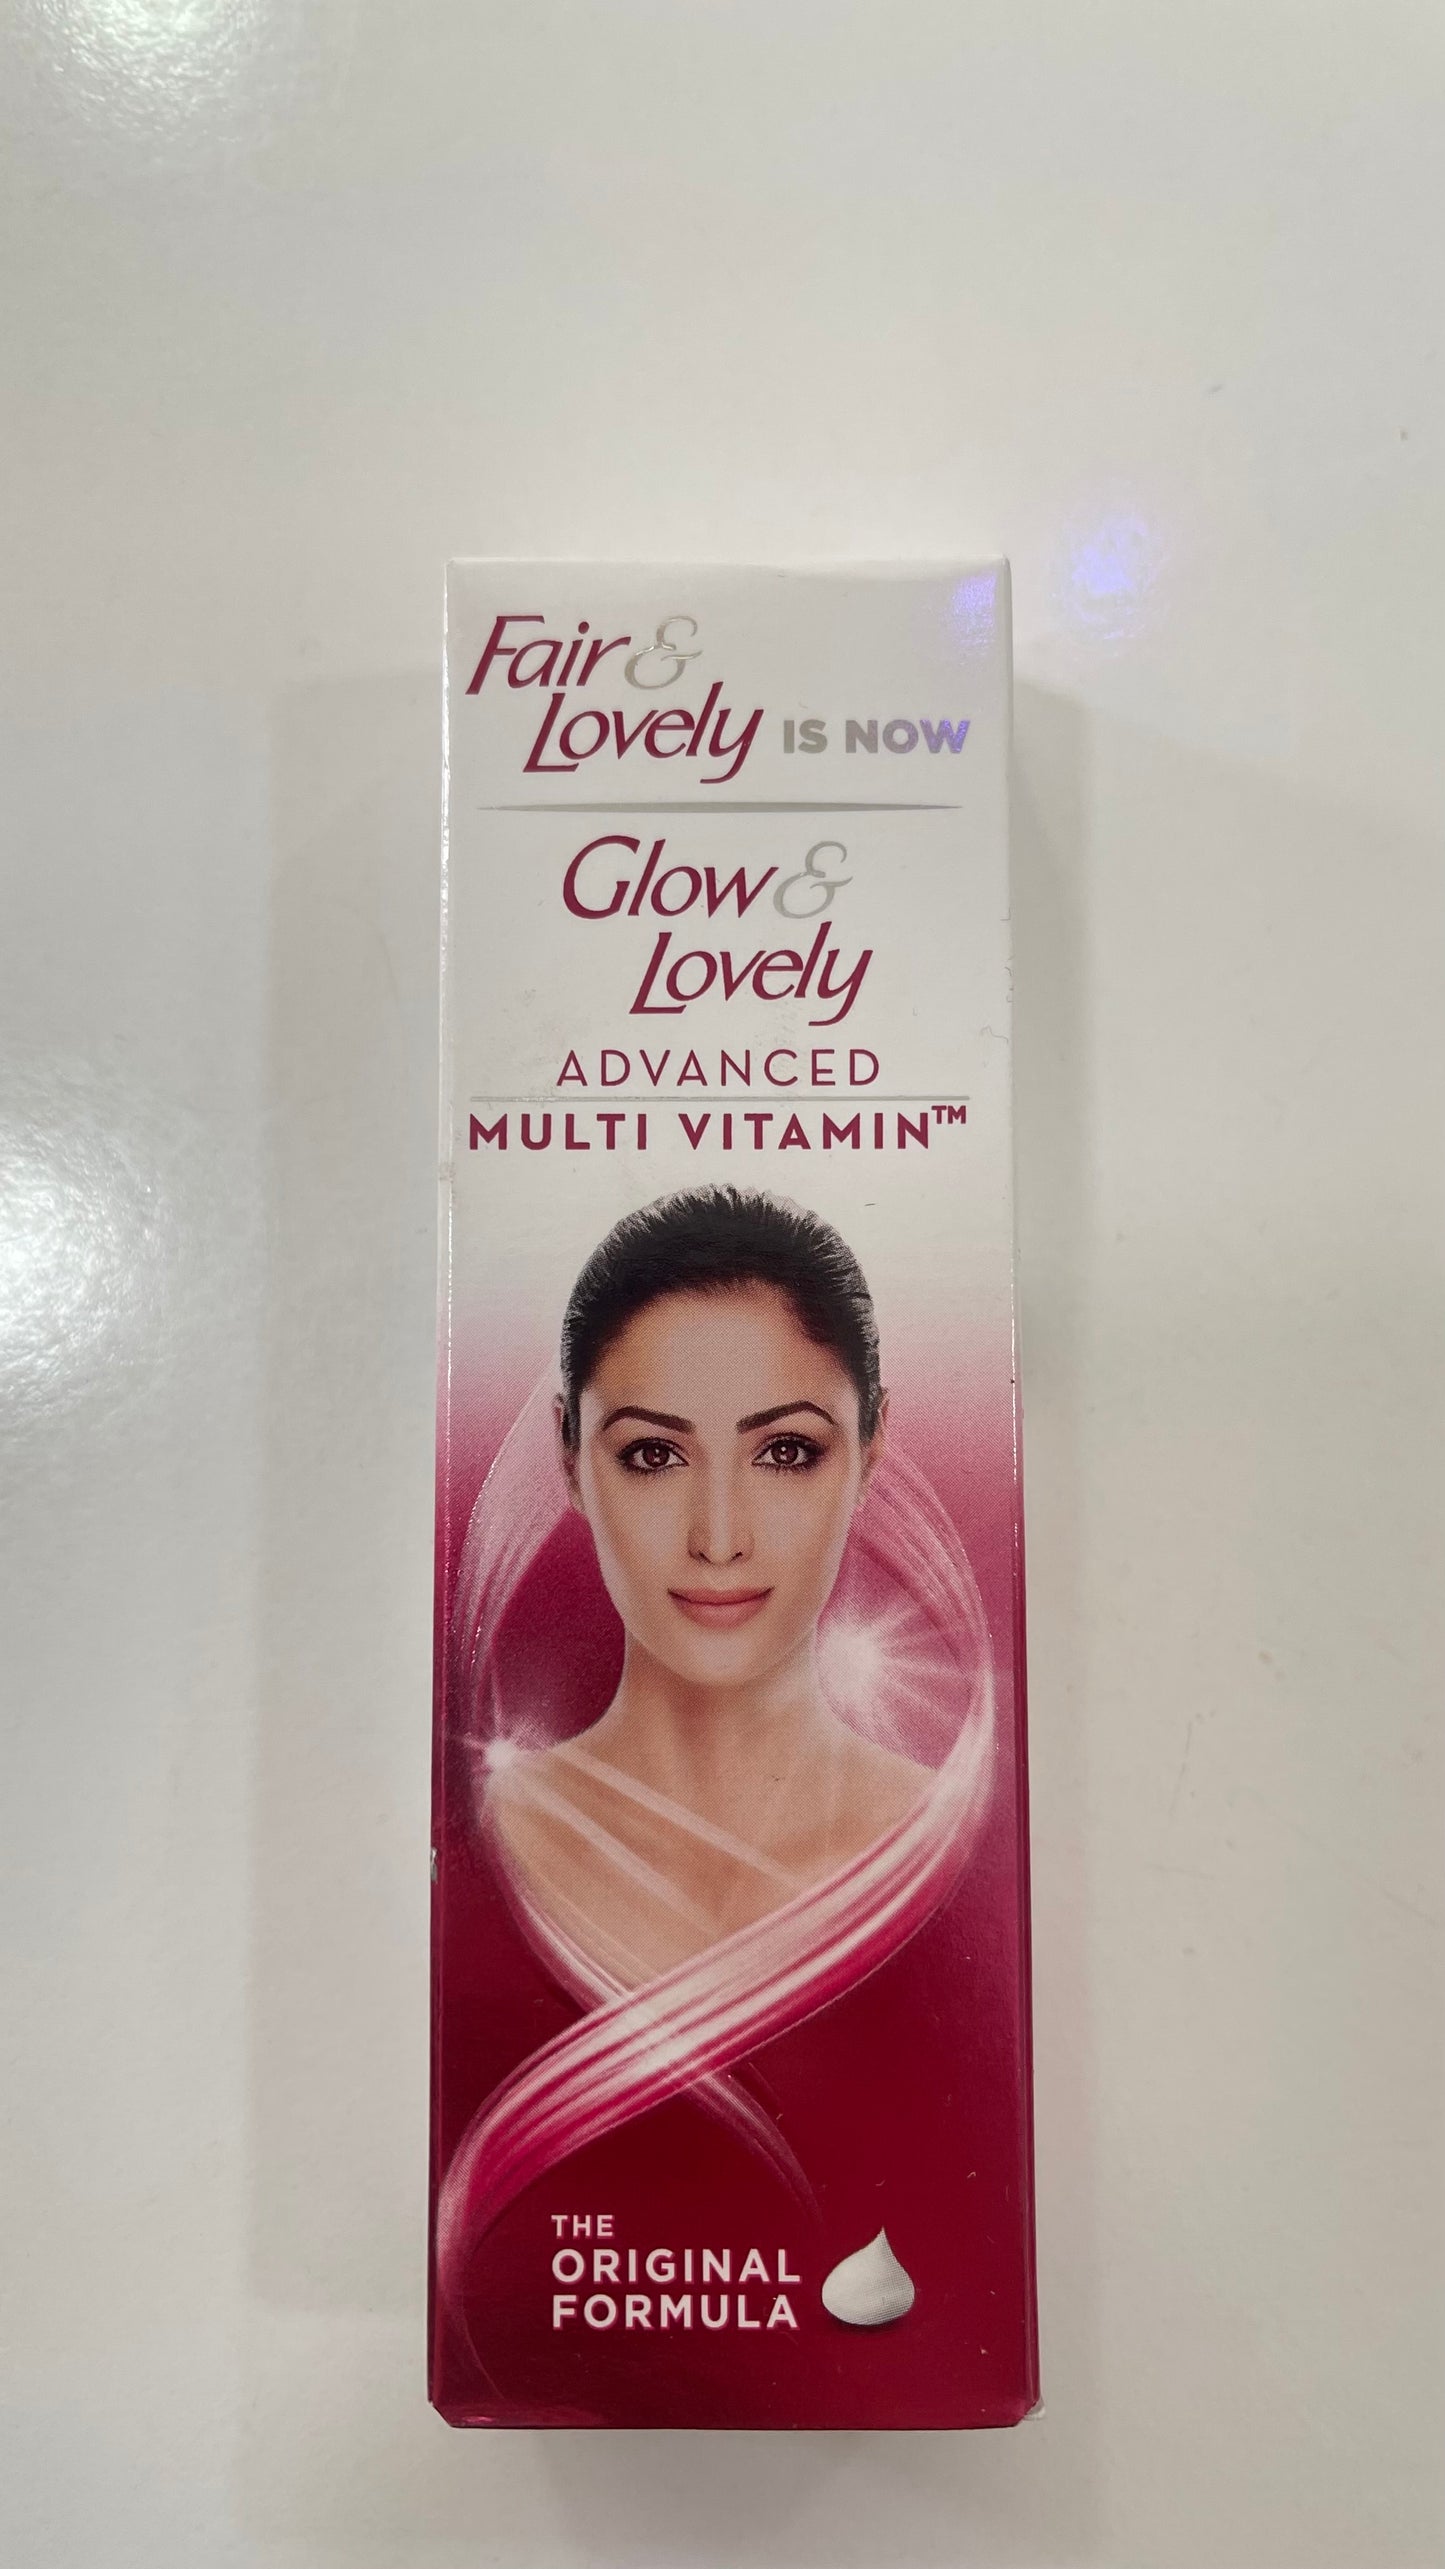 Fair &
Lovely IS NOW
Glow &
Lovely
ADVANCED
MULTI VITAMIN™
THE
ORIGINAL
FORMULA